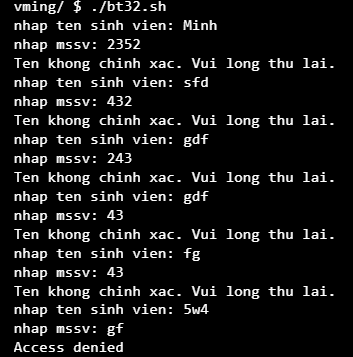 vming/ $ ./bt32.sh
nhap ten sinh vien: Minh
nhap mssv: 2352
Ten khong chinh xac. Vui long thu lai.
nhap ten sinh vien: sfd
nhap mssv: 432
Ten khong chinh xac. Vui long thu lai.
nhap ten sinh vien: gdf
nhap mssv: 243
Ten khong chinh xac. Vui long thu lai.
nhap ten sinh vien: gdf
nhap mssv: 43
Ten khong chinh xac. Vui long thu lai.
nhap ten sinh vien: fg
nhap mssv: 43
Ten khong chinh xac. Vui long thu lai.
nhap ten sinh vien: 5w4
nhap mssv: gf
Access denied